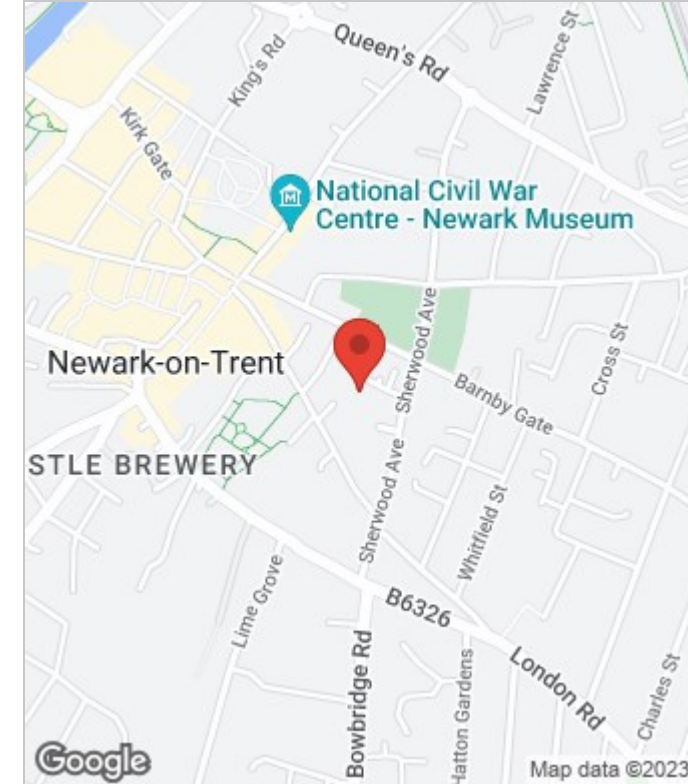 Queen's Rd
King's Rd
Lawrence St
Kirk Gate
National Civil War
Centre - Newark Museum
Sherwood Ave
Cross St
Newark-on-Trent
Barnby Gate
STLE BREWERY
Sherwood Ave
Whitfield St
Lime Grove
B6326
London Rd
Bowbridge Rd
Hatton Gardens
Charles St
Google
Map data ©2023